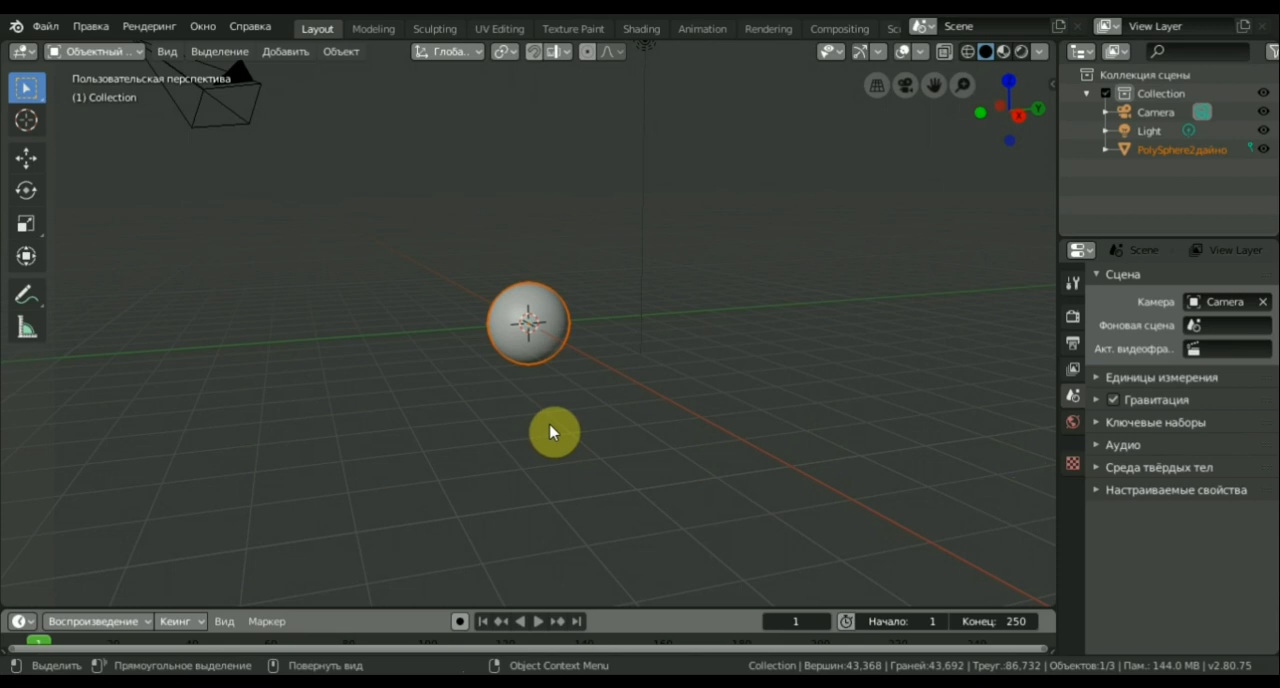 Файл Правка Рендеринг Окно Справка Layout Modeling Sculpting UV Editing Texture Paint Shading Animation Rendering Compositing Sc Scene View Layer
Объектный .. Вид Выделение Добавить Объект Глоба..
Пользовательская перспектива
(1) Collection
Коллекция сцены
Collection
Camera
Light
PolySphere2дайно
Scene View Layer
Сцена
Камера Camera
Фоновая сцена
Акт. видеофра..
Единицы измерения
Гравитация
Ключевые наборы
Аудио
Среда твёрдых тел
Настраиваемые свойства
Воспроизведение Кеинг Вид Маркер 1 Начало: 1 Конец: 250
1
Выделить Прямоугольное выделение Повернуть вид Object Context Menu Collection | Вершин:43,368 | Граней:43,692 | Треуг.:86,732 | Объектов:1/3 | Пам.: 144.0 MB | v2.80.75